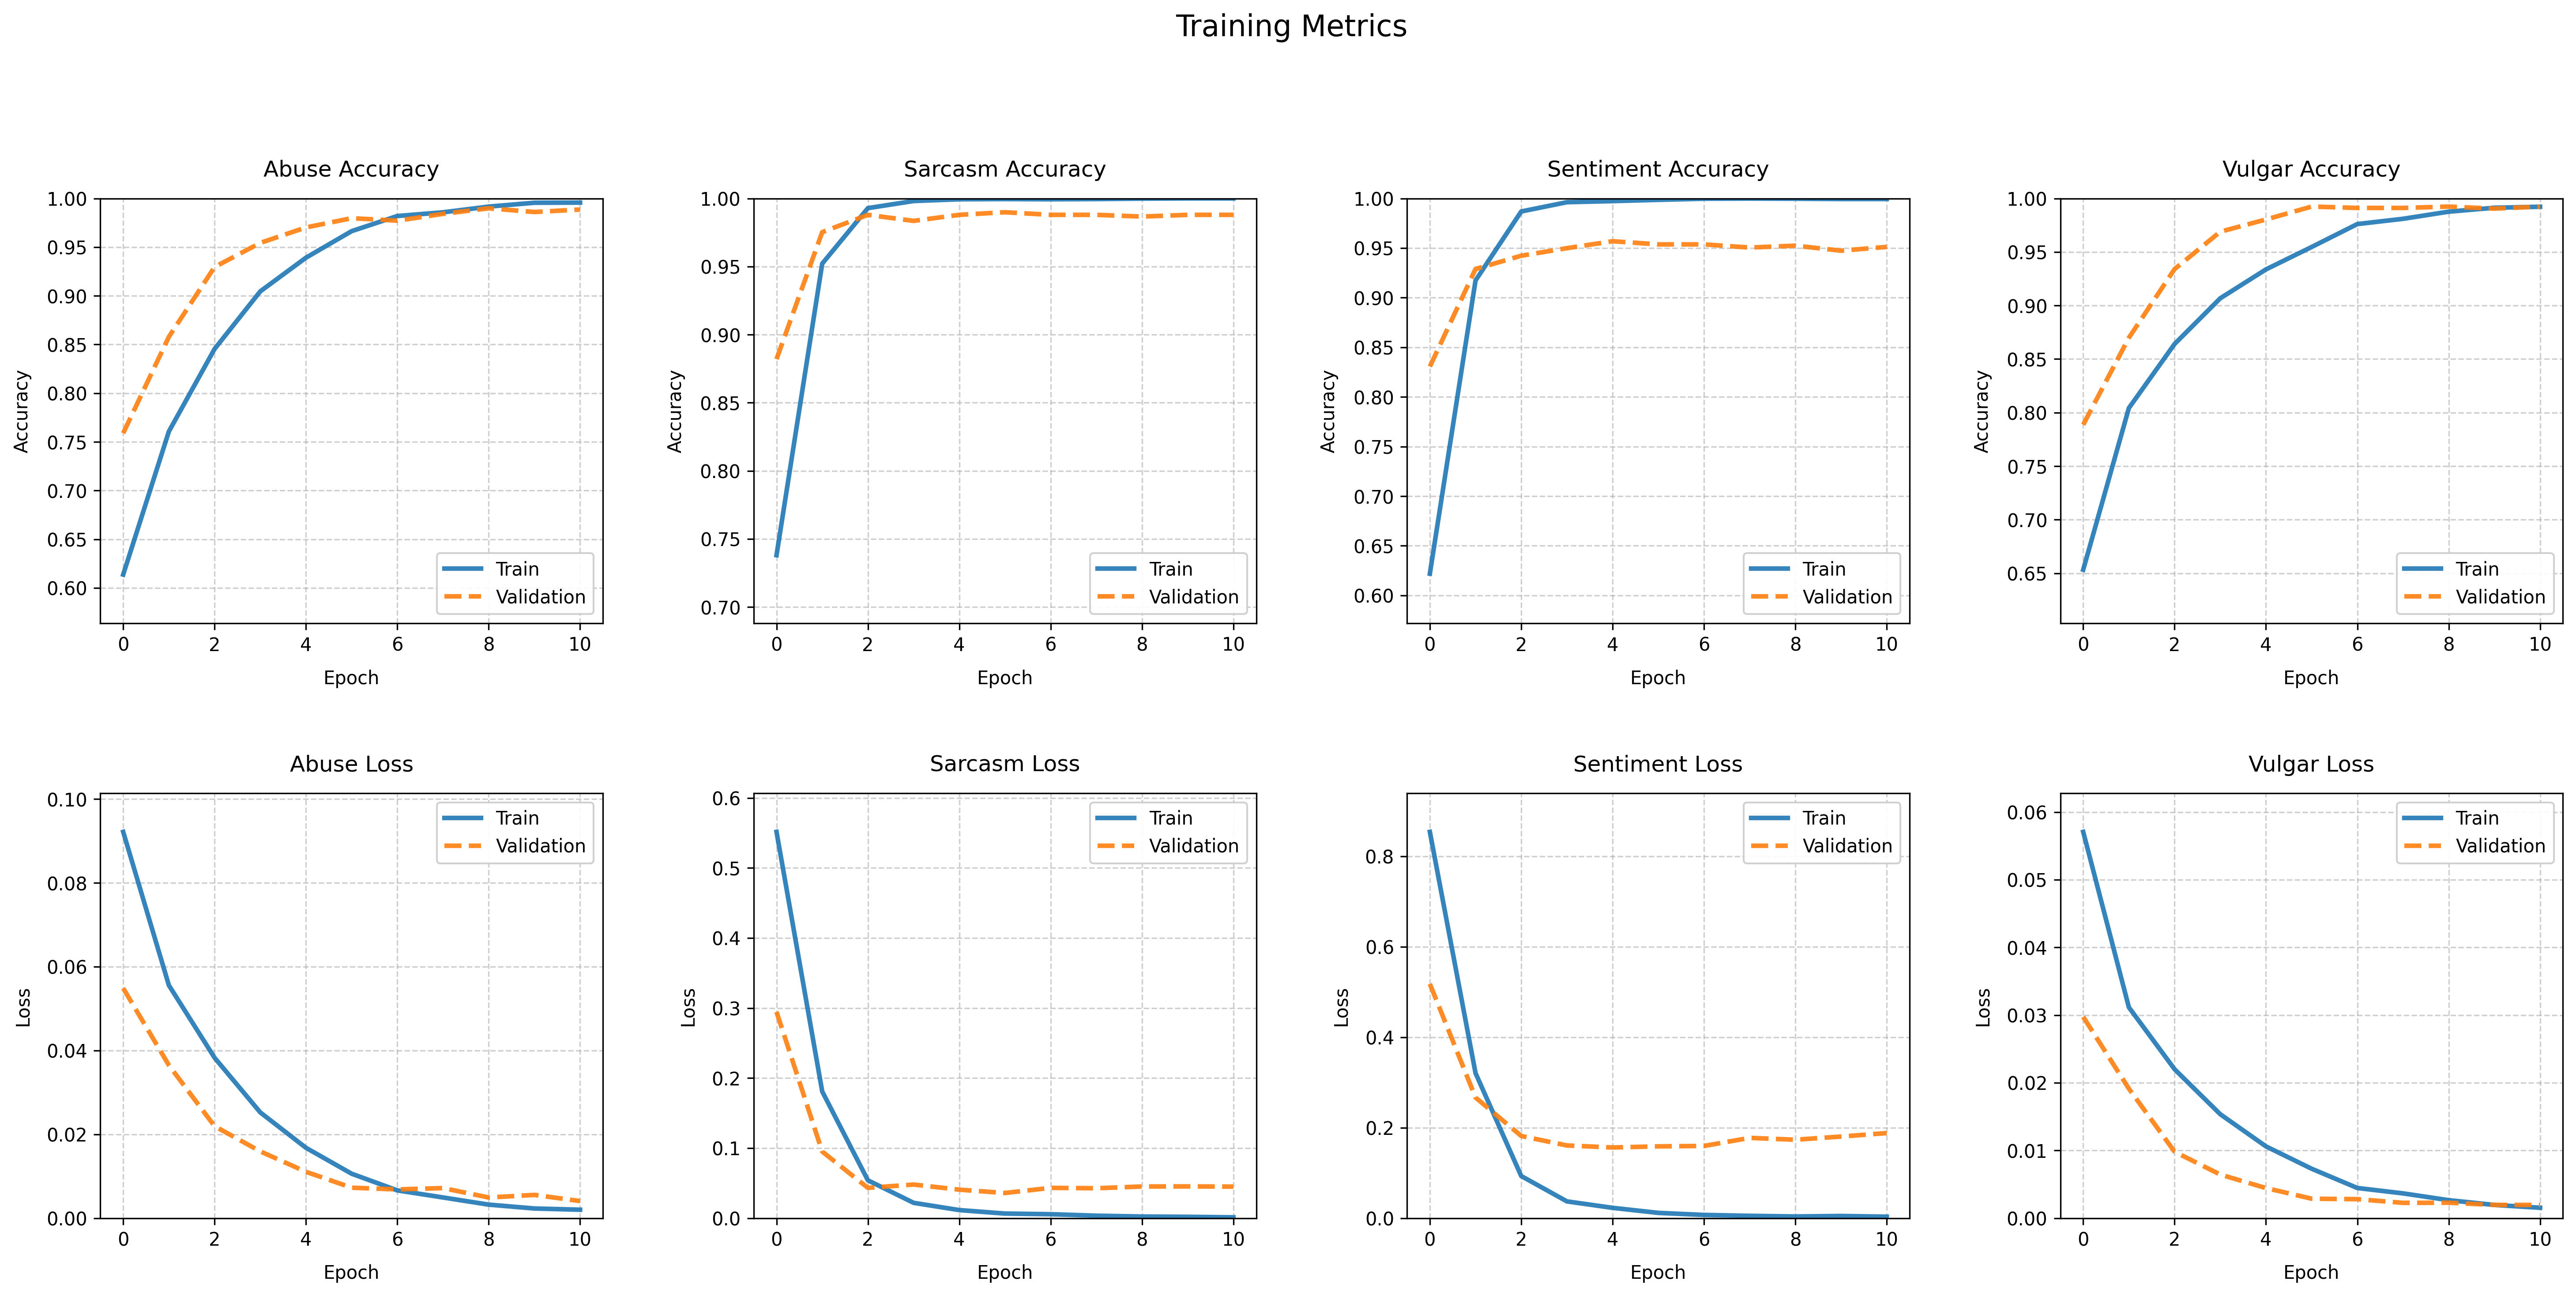 Training Metrics
Abuse Accuracy
Accuracy
1.00
0.95
0.90
0.85
0.80
0.75
0.70
0.65
0.60
0 2 4 6 8 10
Epoch
Train
Validation
Sarcasm Accuracy
Accuracy
1.00
0.95
0.90
0.85
0.80
0.75
0.70
0 2 4 6 8 10
Epoch
Train
Validation
Sentiment Accuracy
Accuracy
1.00
0.95
0.90
0.85
0.80
0.75
0.70
0.65
0.60
0 2 4 6 8 10
Epoch
Train
Validation
Vulgar Accuracy
Accuracy
1.00
0.95
0.90
0.85
0.80
0.75
0.70
0.65
0 2 4 6 8 10
Epoch
Train
Validation
Abuse Loss
Loss
0.10
0.08
0.06
0.04
0.02
0.00
0 2 4 6 8 10
Epoch
Train
Validation
Sarcasm Loss
Loss
0.6
0.5
0.4
0.3
0.2
0.1
0.0
0 2 4 6 8 10
Epoch
Train
Validation
Sentiment Loss
Loss
0.8
0.6
0.4
0.2
0.0
0 2 4 6 8 10
Epoch
Train
Validation
Vulgar Loss
Loss
0.06
0.05
0.04
0.03
0.02
0.01
0.00
0 2 4 6 8 10
Epoch
Train
Validation